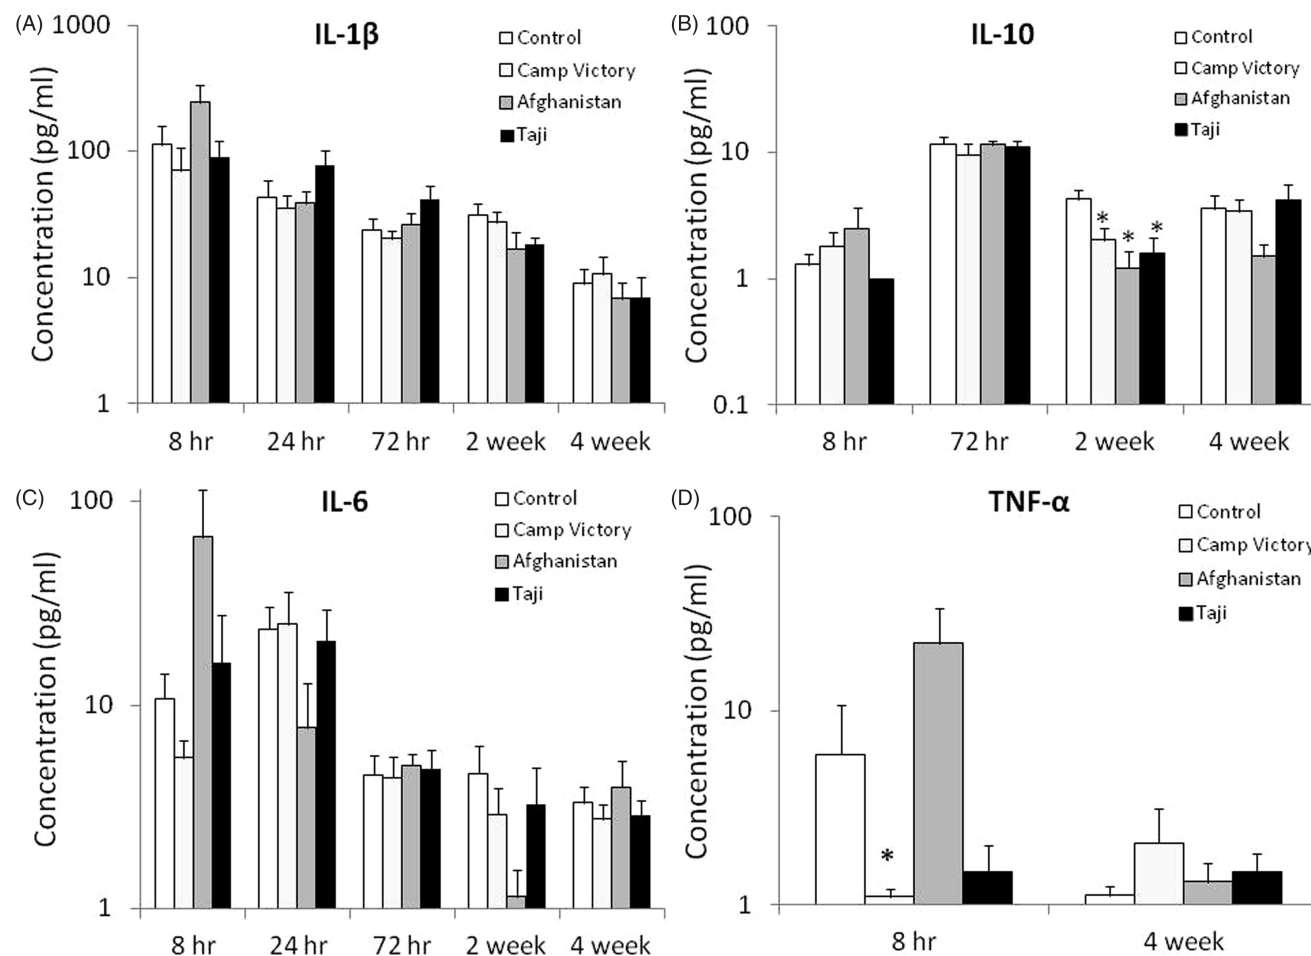 (A)
IL-1β
Concentration (pg/ml)
1000
100
10
1
Control
Camp Victory
Afghanistan
Taji
8 hr 24 hr 72 hr 2 week 4 week
(B)
IL-10
Concentration (pg/ml)
100
10
1
0.1
Control
Camp Victory
Afghanistan
Taji
* * *
8 hr 72 hr 2 week 4 week
(C)
IL-6
Concentration (pg/ml)
100
10
1
Control
Camp Victory
Afghanistan
Taji
8 hr 24 hr 72 hr 2 week 4 week
(D)
TNF-α
Concentration (pg/ml)
100
10
1
Control
Camp Victory
Afghanistan
Taji
*
8 hr 4 week